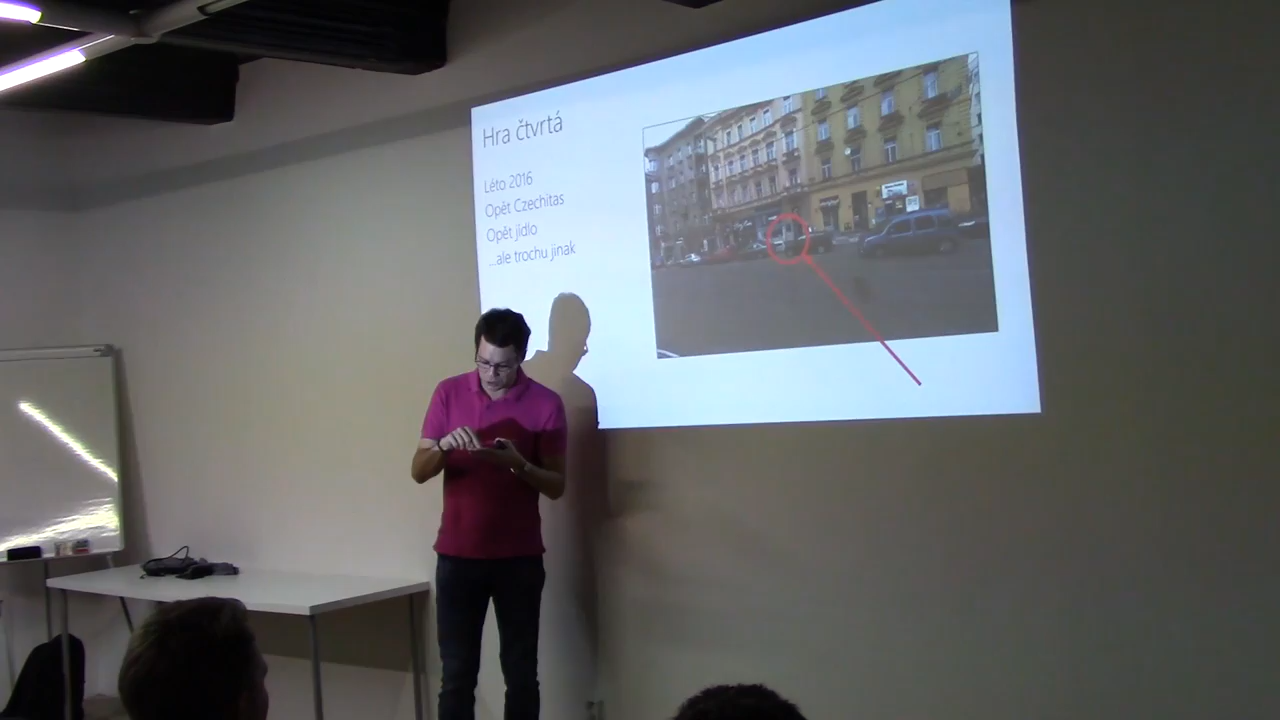 Hra čtvrtá
Léto 2016
Opět Czechitas
Opět jídlo
...ale trochu jinak